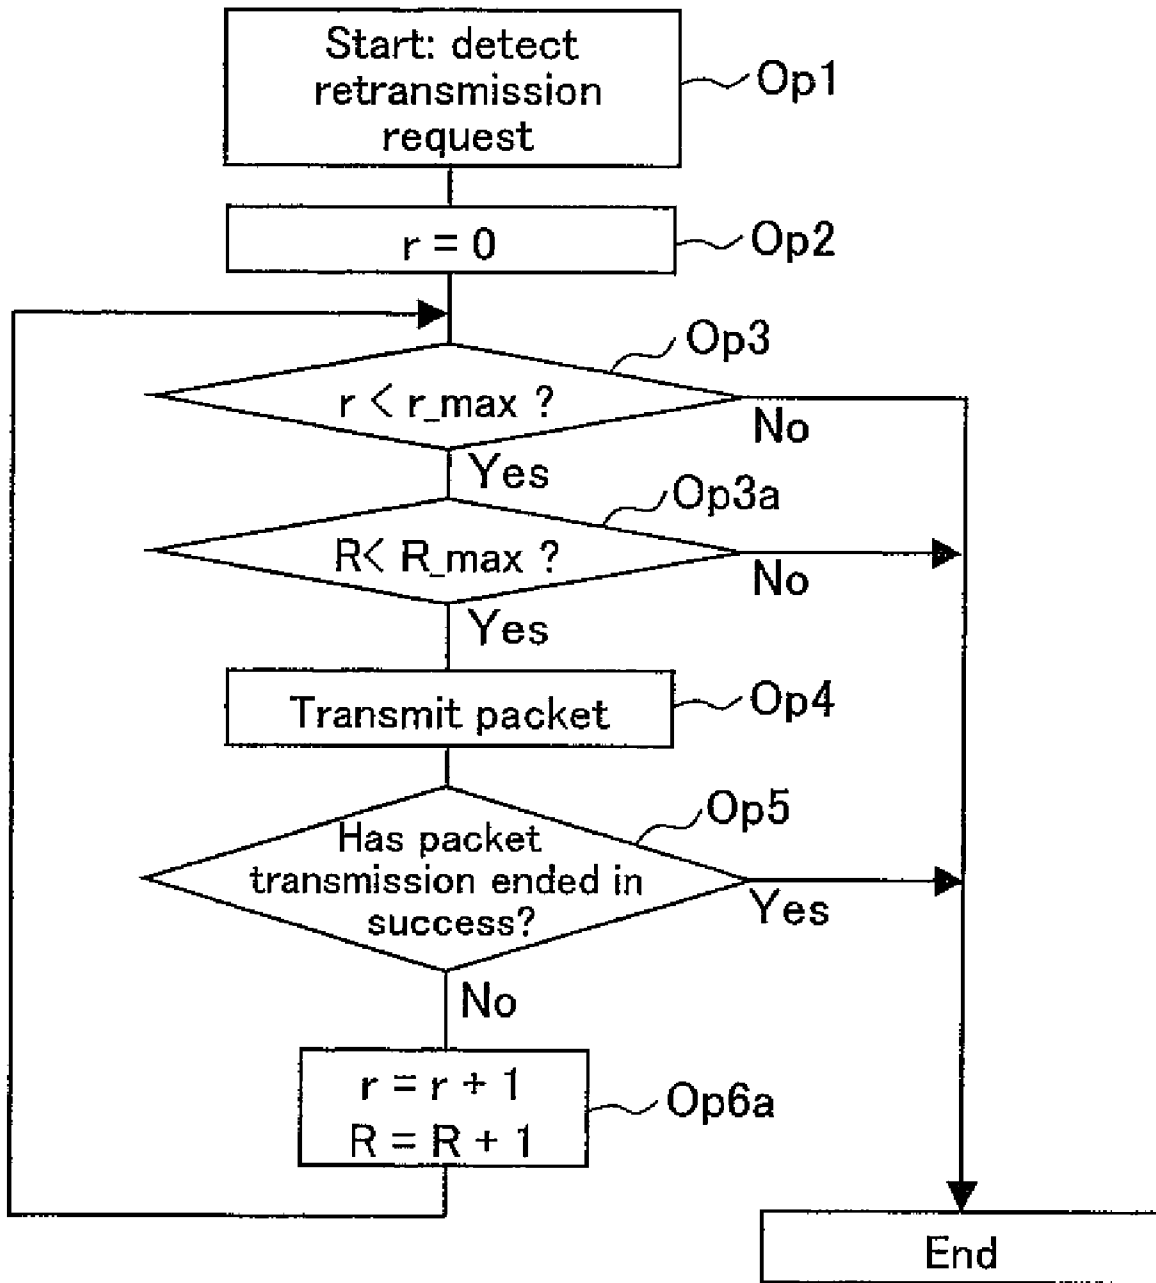 Start: detect
retransmission
request
Op1
r = 0
Op2
Op3
r < r_max ?
No
Yes
Op3a
R< R_max ?
No
Yes
Transmit packet
Op4
Op5
Has packet
transmission ended in
success?
Yes
No
r = r + 1
R = R + 1
Op6a
End